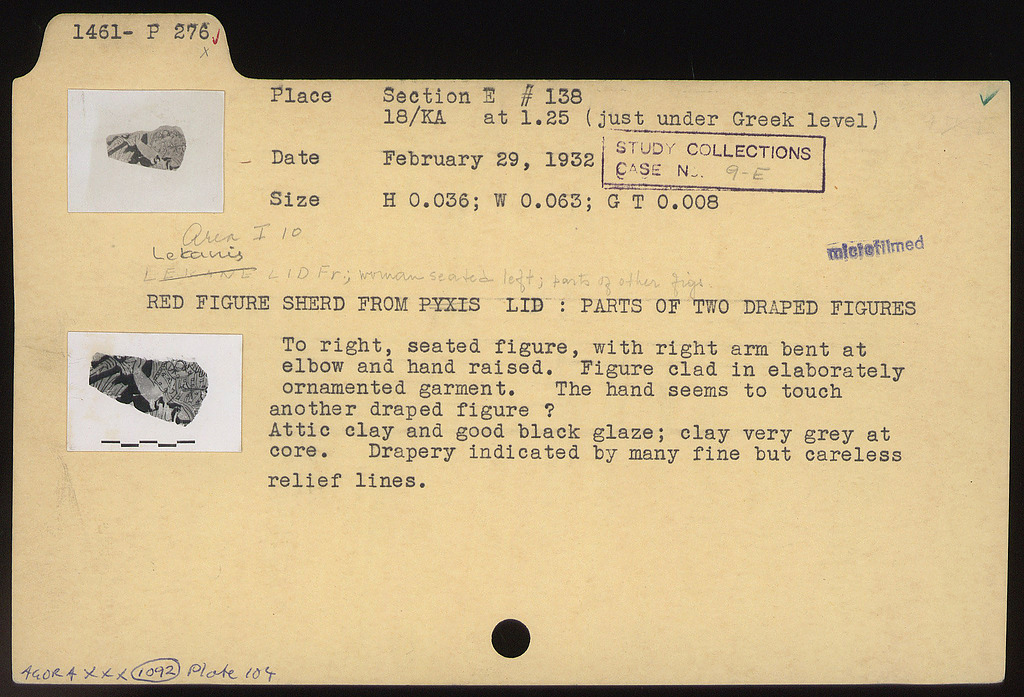 1461- P 276 ✓
x
Place Section E # 138
18/KA at 1.25 (just under Greek level)
Date February 29, 1932
STUDY COLLECTIONS
CASE No. 9-E
Size H 0.036; W 0.063; G T 0.008
Area I 10
microfilmed
Lekanis
LEKANE LID Fr.; woman seated left; parts of other figs.
RED FIGURE SHERD FROM PYXIS LID : PARTS OF TWO DRAPED FIGURES
To right, seated figure, with right arm bent at
elbow and hand raised. Figure clad in elaborately
ornamented garment. The hand seems to touch
another draped figure ?
Attic clay and good black glaze; clay very grey at
core. Drapery indicated by many fine but careless
relief lines.
AGORA XXX 1092 Plate 104